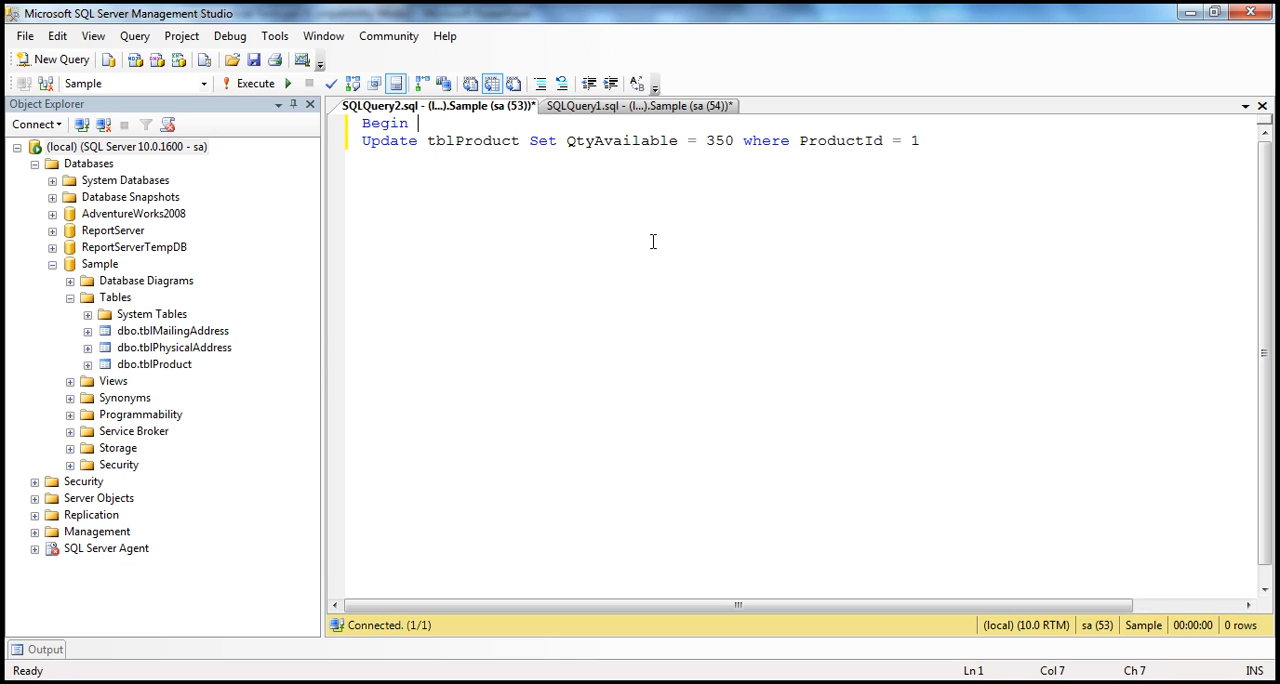 Microsoft SQL Server Management Studio
File Edit View Query Project Debug Tools Window Community Help
New Query
Sample Execute
Object Explorer
SQLQuery2.sql - (l...).Sample (sa (53))* SQLQuery1.sql - (l...).Sample (sa (54))*
Connect
Begin
Update tblProduct Set QtyAvailable = 350 where ProductId = 1
(local) (SQL Server 10.0.1600 - sa)
Databases
System Databases
Database Snapshots
AdventureWorks2008
ReportServer
ReportServerTempDB
Sample
Database Diagrams
Tables
System Tables
dbo.tblMailingAddress
dbo.tblPhysicalAddress
dbo.tblProduct
Views
Synonyms
Programmability
Service Broker
Storage
Security
Security
Server Objects
Replication
Management
SQL Server Agent
Connected. (1/1) (local) (10.0 RTM) sa (53) Sample 00:00:00 0 rows
Output
Ready Ln 1 Col 7 Ch 7 INS